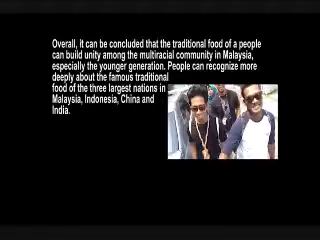 Overall, it can be concluded that the traditional food of a people
can build unity among the multiracial community in Malaysia,
especially the younger generation. People can recognize more
deeply about the famous traditional
food of the three largest nations in
Malaysia, Indonesia, China and
India.